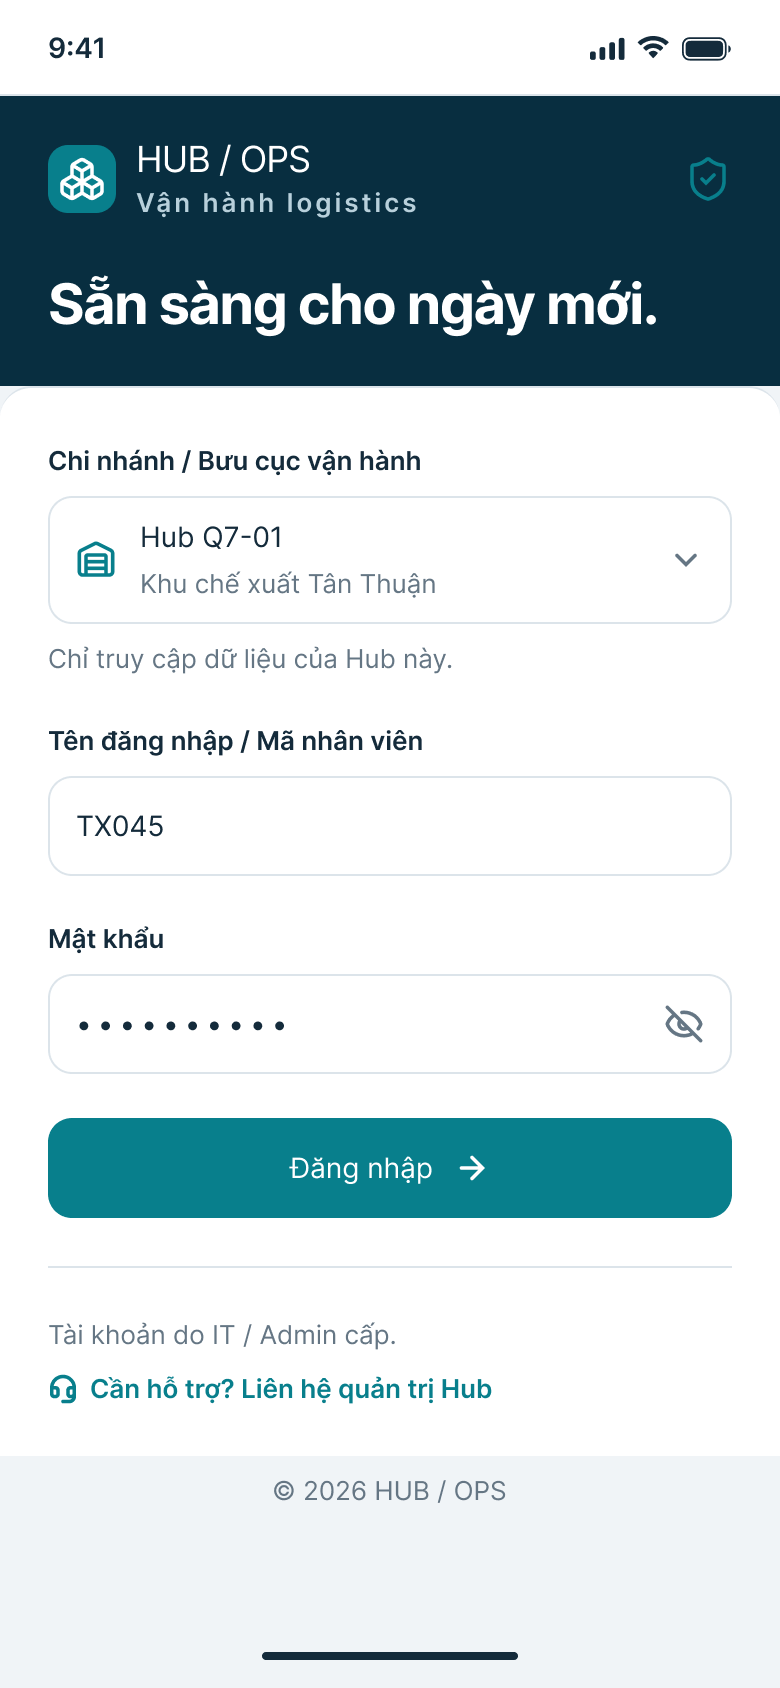 9:41
HUB / OPS
Vận hành logistics
Sẵn sàng cho ngày mới.
Chi nhánh / Bưu cục vận hành
Hub Q7-01
Khu chế xuất Tân Thuận
Chỉ truy cập dữ liệu của Hub này.
Tên đăng nhập / Mã nhân viên
TX045
Mật khẩu
••••••••••
Đăng nhập →
Tài khoản do IT / Admin cấp.
Cần hỗ trợ? Liên hệ quản trị Hub
© 2026 HUB / OPS